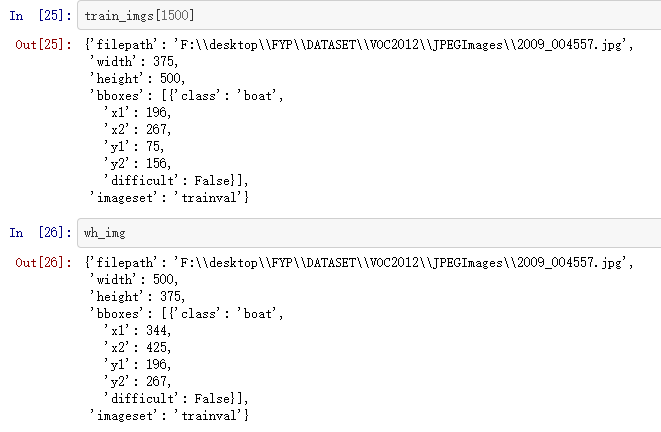 In [25]: train_imgs[1500]
Out[25]: {'filepath': 'F:\\desktop\\FYP\\DATASET\\VOC2012\\JPEGImages\\2009_004557.jpg',
'width': 375,
'height': 500,
'bboxes': [{'class': 'boat',
'x1': 196,
'x2': 267,
'y1': 75,
'y2': 156,
'difficult': False}],
'imageset': 'trainval'}
In [26]: wh_img
Out[26]: {'filepath': 'F:\\desktop\\FYP\\DATASET\\VOC2012\\JPEGImages\\2009_004557.jpg',
'width': 500,
'height': 375,
'bboxes': [{'class': 'boat',
'x1': 344,
'x2': 425,
'y1': 196,
'y2': 267,
'difficult': False}],
'imageset': 'trainval'}